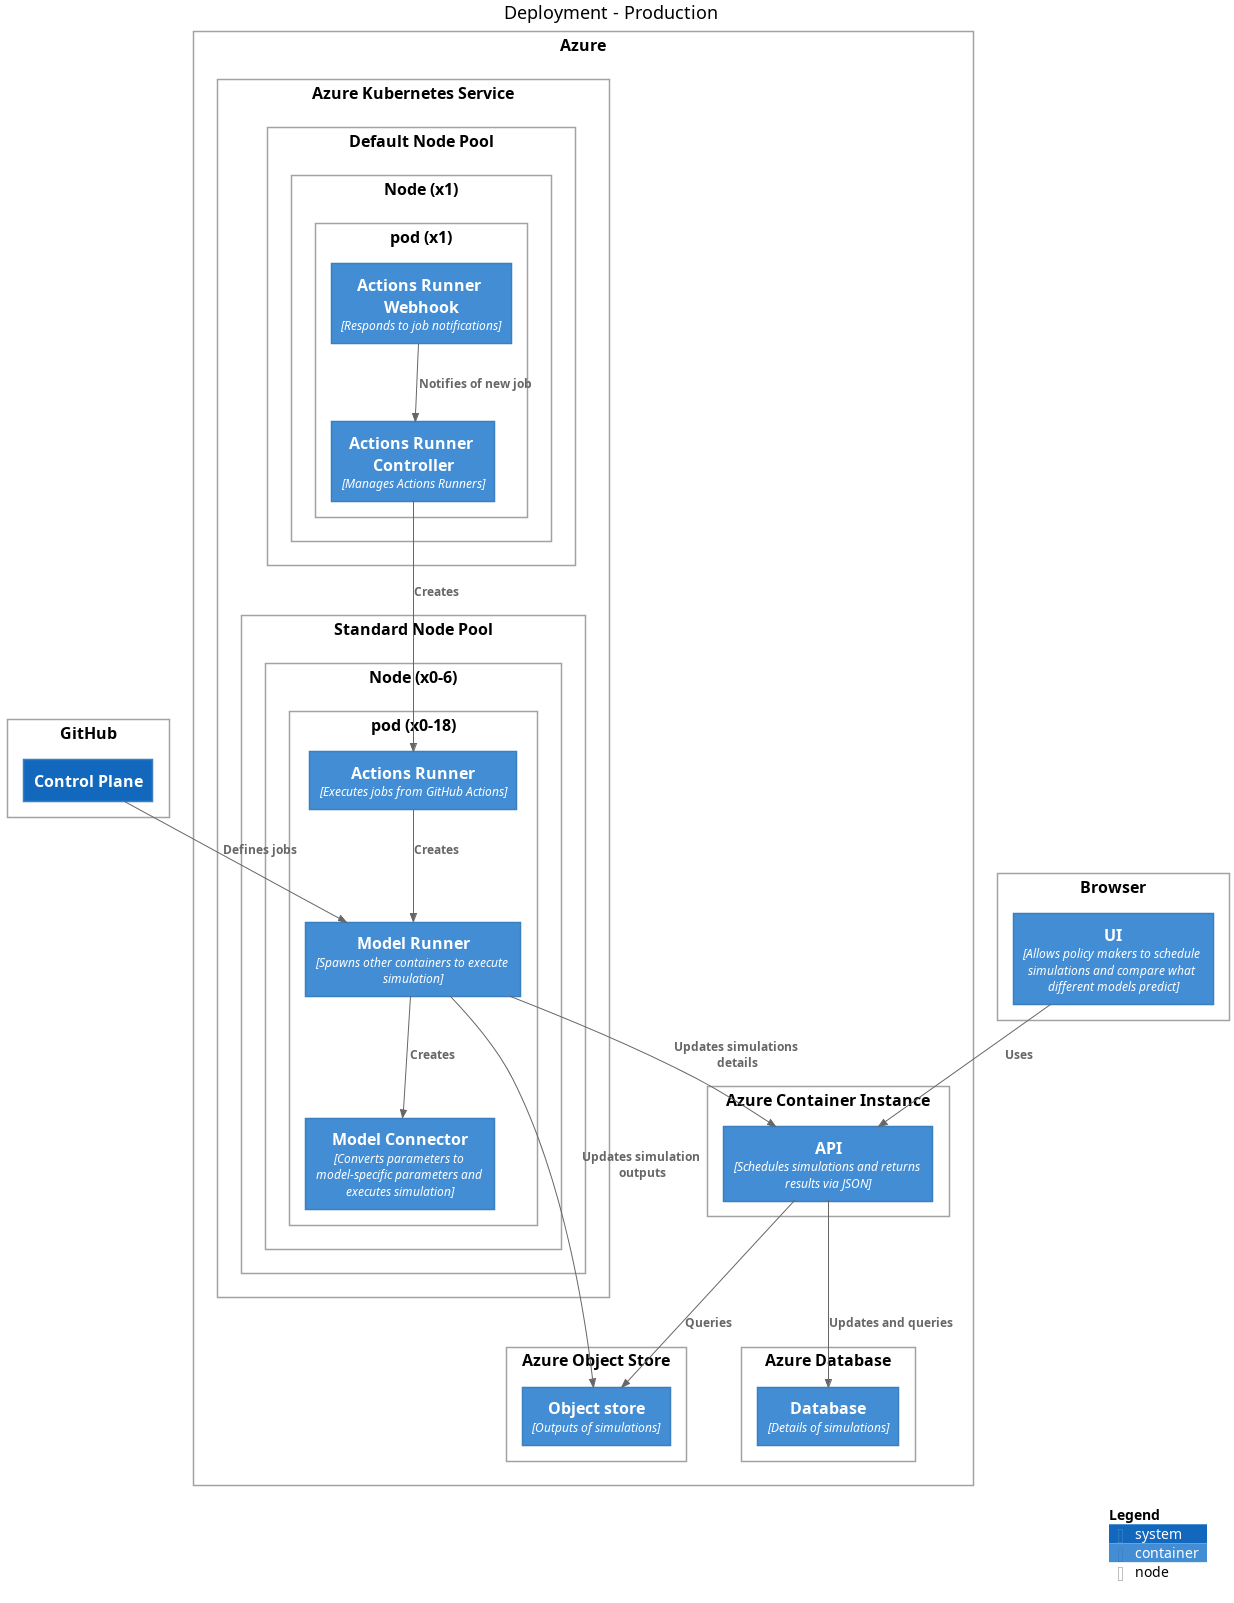 Deployment - Production
Azure
Azure Kubernetes Service
Default Node Pool
Node (x1)
pod (x1)
Actions Runner
Webhook
[Responds to job notifications]
Notifies of new job
Actions Runner
Controller
[Manages Actions Runners]
Creates
Standard Node Pool
Node (x0-6)
pod (x0-18)
Actions Runner
[Executes jobs from GitHub Actions]
GitHub
Control Plane
Defines jobs
Creates
Model Runner
[Spawns other containers to execute
simulation]
Browser
UI
[Allows policy makers to schedule
simulations and compare what
different models predict]
Creates
Updates simulations
details
Uses
Model Connector
[Converts parameters to
model-specific parameters and
executes simulation]
Updates simulation
outputs
Azure Container Instance
API
[Schedules simulations and returns
results via JSON]
Queries
Updates and queries
Azure Object Store
Object store
[Outputs of simulations]
Azure Database
Database
[Details of simulations]
Legend
system
container
node